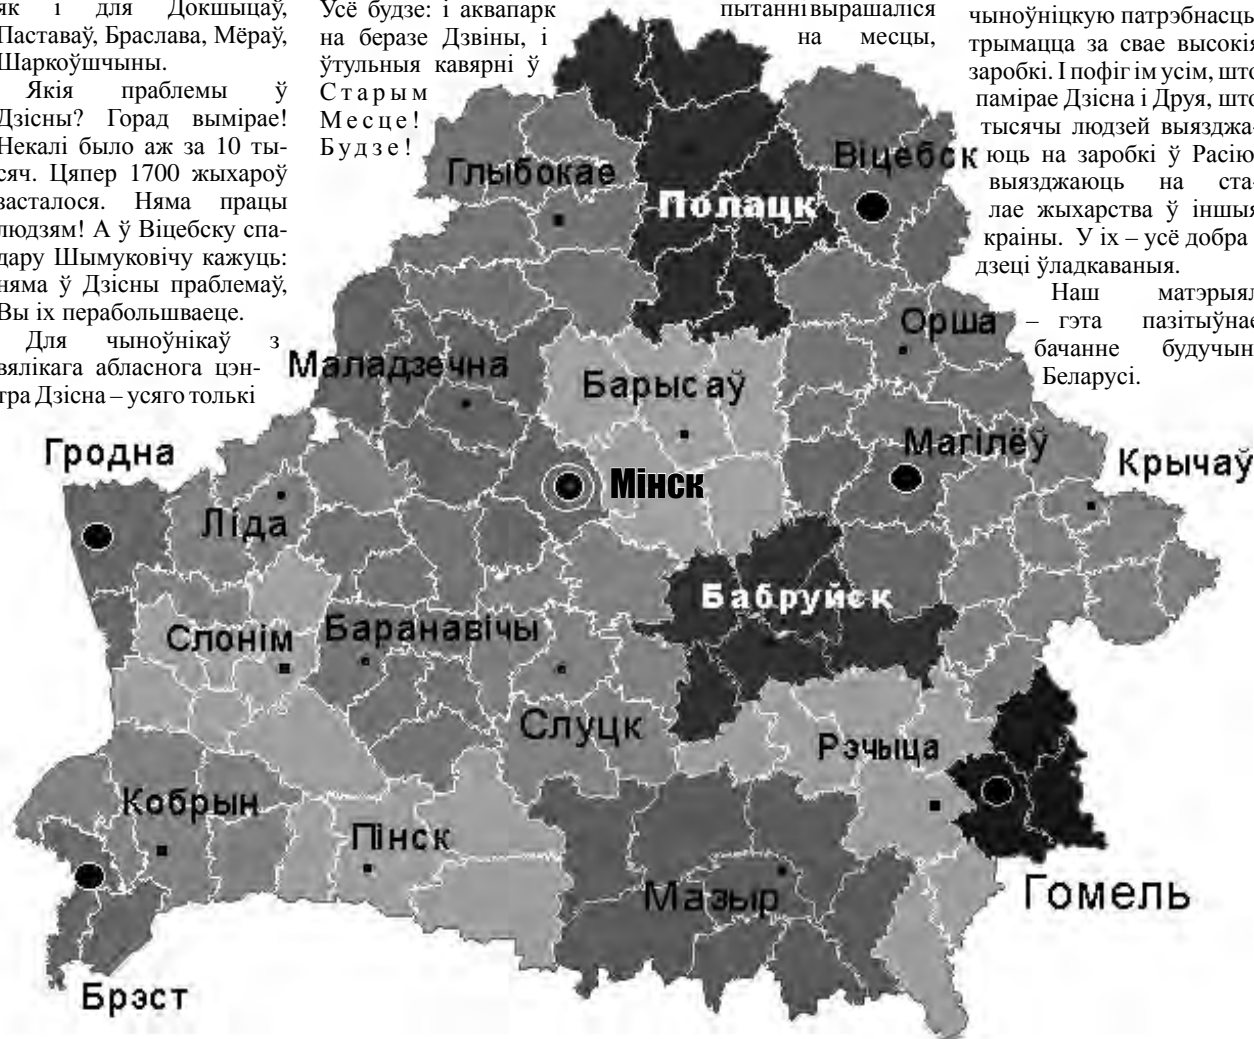 як і для Докшыцаў,
Паставаў, Браслава, Мёраў,
Шаркоўшчыны.
Якія праблемы ў
Дзісны? Горад вымірае!
Некалі было аж за 10 ты-
сяч. Цяпер 1700 жыхароў
засталося. Няма працы
людзям! А ў Віцебску спа-
дару Шымуковічу кажуць:
няма ў Дзісны праблемаў,
Вы іх перабольшваеце.
Для чыноўнікаў з
вялікага абласнога цэн-
тра Дзісна – усяго толькі
Усё будзе: і аквапарк
на беразе Дзвіны, і
ўтульныя кавярні ў
Старым
Месце!
Будзе!
пытанні вырашаліся
на месцы,
чыноўніцкую патрэбнасць
трымацца за свае высокія
заробкі. І пофіг ім усім, што
памірае Дзісна і Друя, што
тысячы людзей выязджа-
юць на заробкі ў Расію
выязджаюць на ста-
лае жыхарства ў іншыя
краіны. У іх – усё добра
дзеці ўладкаваныя.
Наш матэрыял
– гэта пазітыўнае
бачанне будучын
Беларусі.
Глыбокае
Полацк
Віцебск
Орша
Маладзечна
Барысаў
Гродна
Мінск
Магілёў
Крычаў
Ліда
Бабруйск
Слонім
Баранавічы
Слуцк
Рэчыца
Кобрын
Пінск
Мазыр
Гомель
Брэст